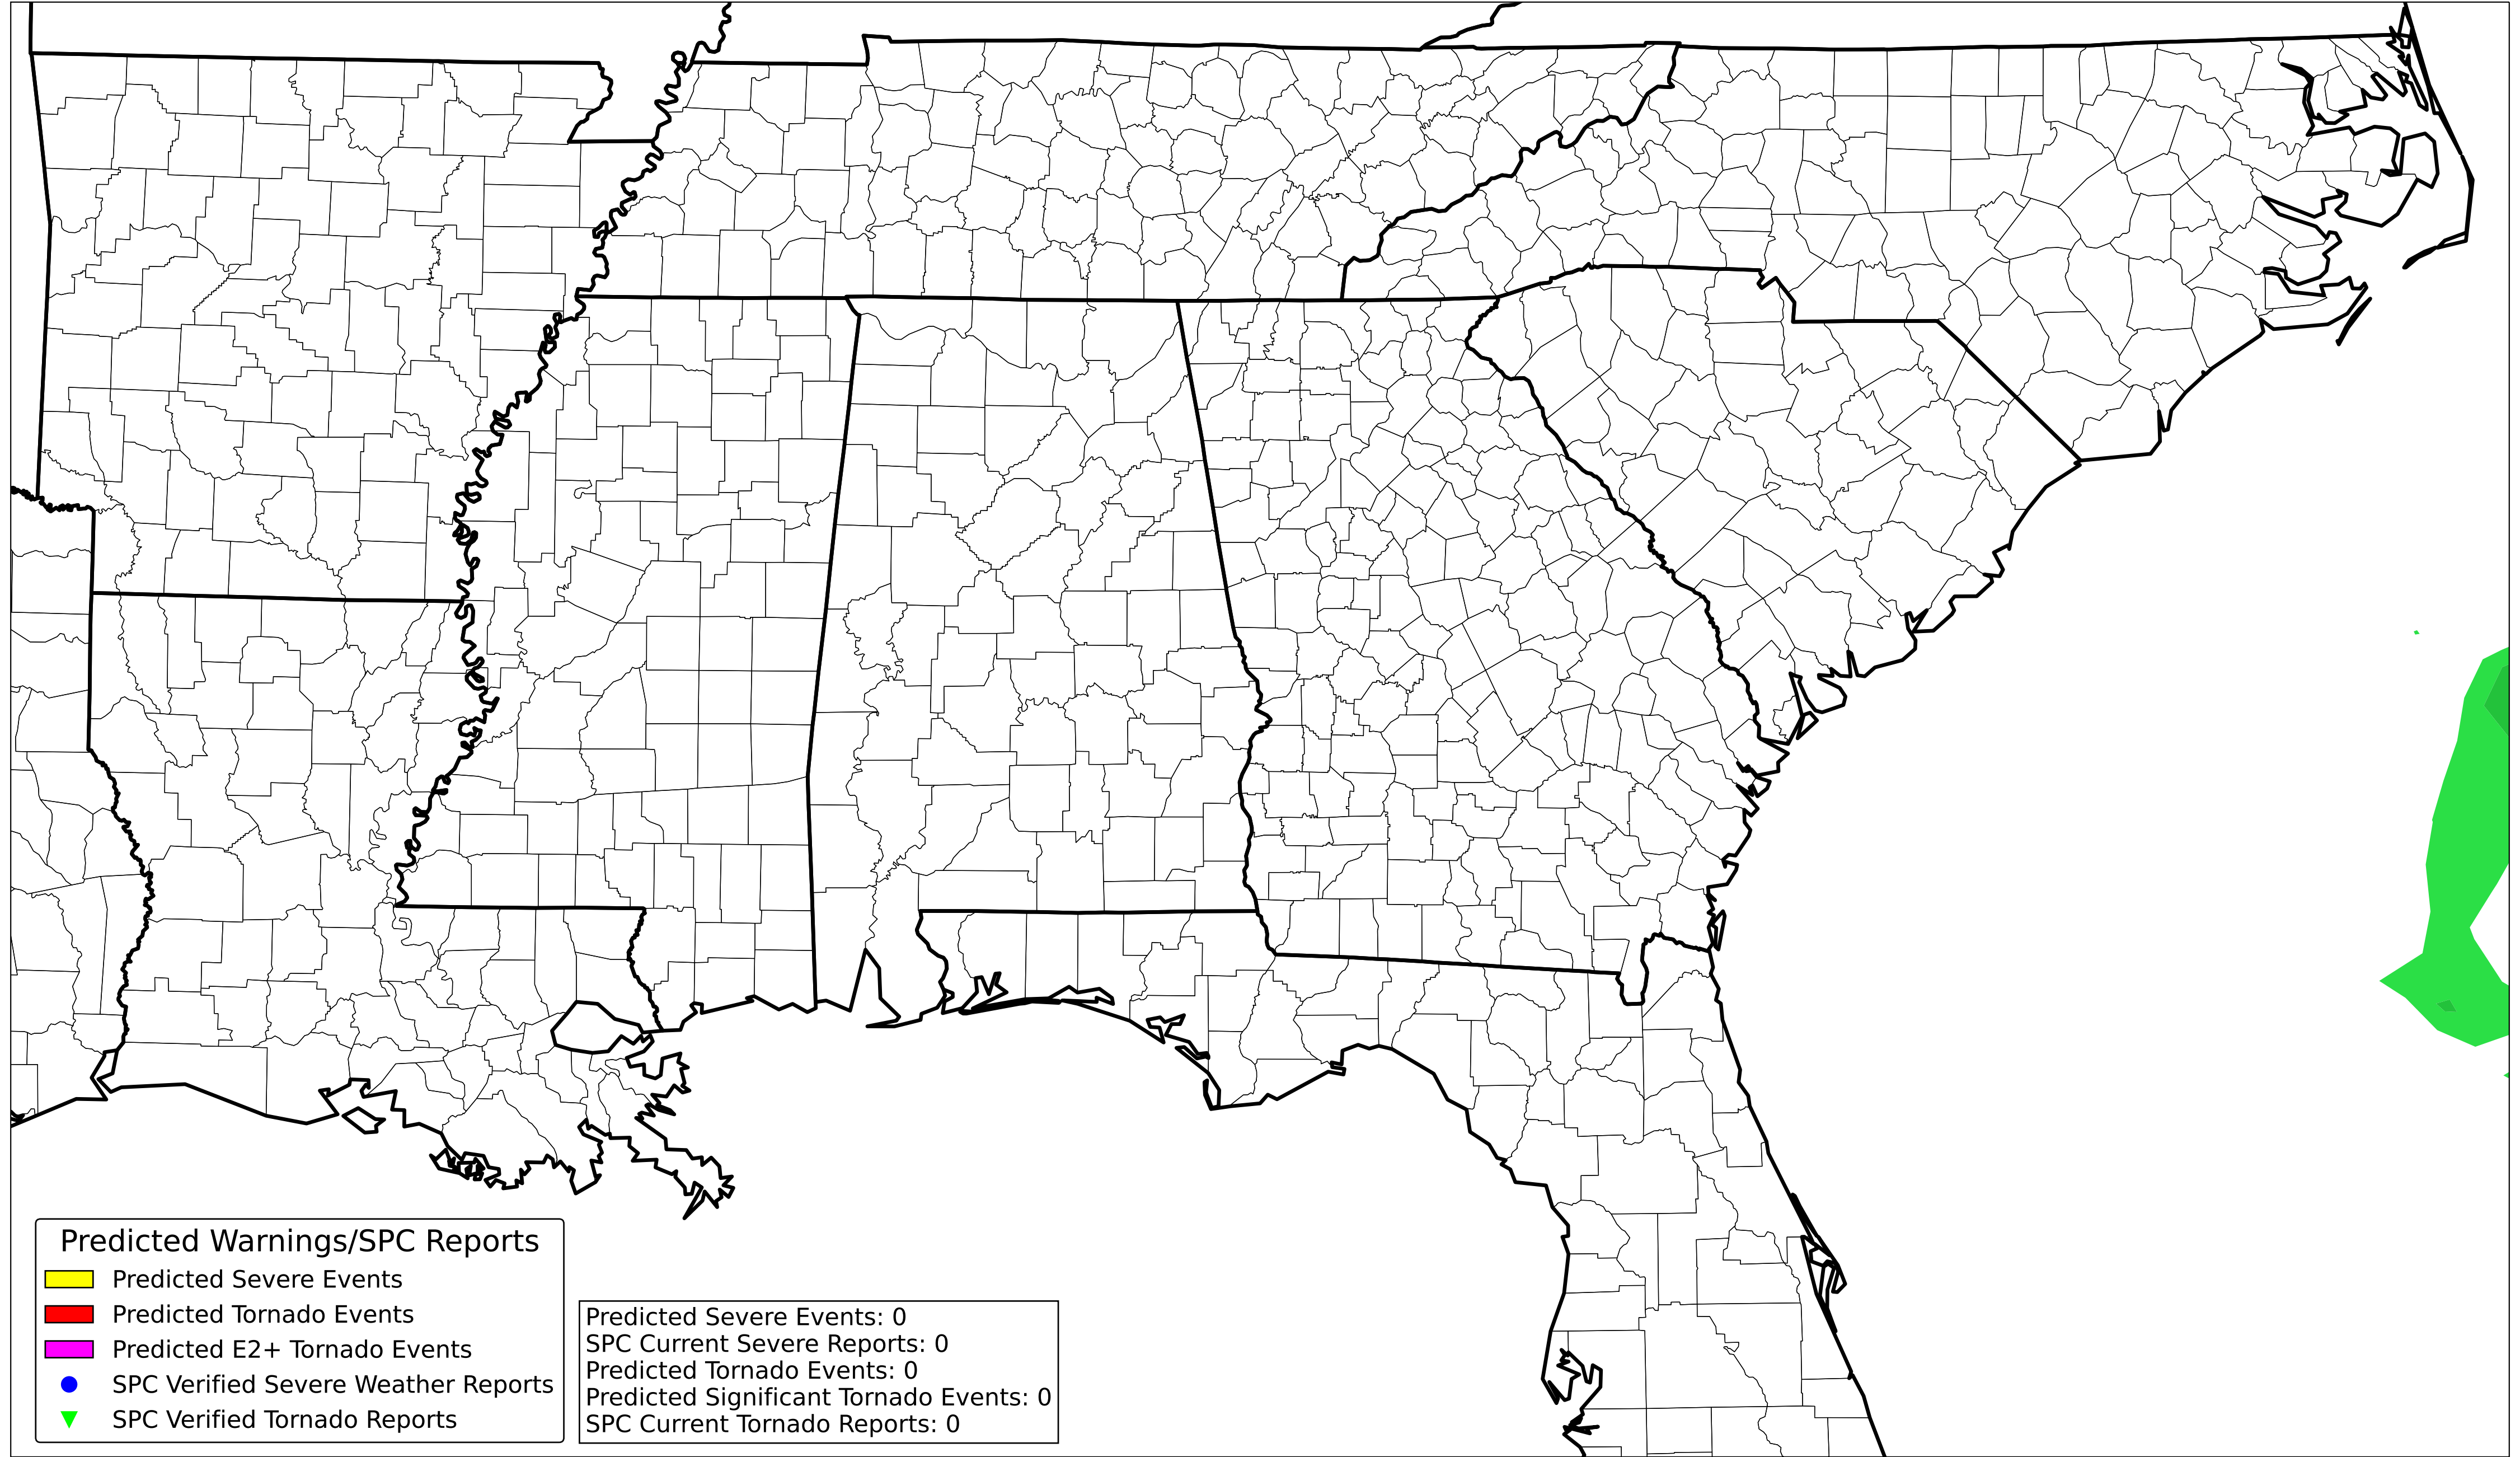 Predicted Warnings/SPC Reports
Predicted Severe Events
Predicted Tornado Events
Predicted E2+ Tornado Events
SPC Verified Severe Weather Reports
SPC Verified Tornado Reports
Predicted Severe Events: 0
SPC Current Severe Reports: 0
Predicted Tornado Events: 0
Predicted Significant Tornado Events: 0
SPC Current Tornado Reports: 0